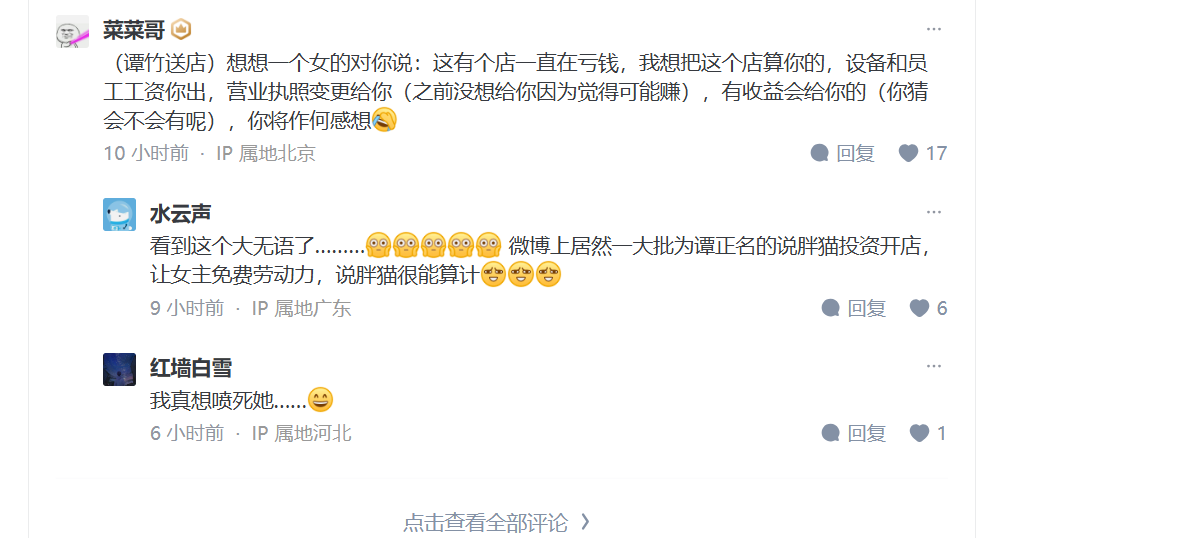 菜菜哥
（谭竹送店）想想一个女的对你说：这有个店一直在亏钱，我想把这个店算你的，设备和员
工工资你出，营业执照变更给你（之前没想给你因为觉得可能赚），有收益会给你的（你猜
会不会有呢），你将作何感想🤣
10 小时前 · IP 属地北京 回复 17
水云声
看到这个大无语了.........🫣🫣🫣🫣🫣 微博上居然一大批为谭正名的说胖猫投资开店，
让女主免费劳动力，说胖猫很能算计😏😏😏
9 小时前 · IP 属地广东 回复 6
红墙白雪
我真想喷死她......😄
6 小时前 · IP 属地河北 回复 1
点击查看全部评论 >